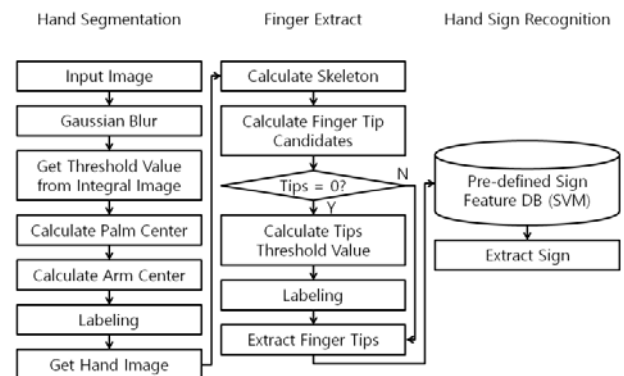 Hand Segmentation
Input Image
Gaussian Blur
Get Threshold Value
from Integral Image
Calculate Palm Center
Calculate Arm Center
Labeling
Get Hand Image
Finger Extract
Calculate Skeleton
Calculate Finger Tip
Candidates
Tips = 0?
N
Y
Calculate Tips
Threshold Value
Labeling
Extract Finger Tips
Hand Sign Recognition
Pre-defined Sign
Feature DB (SVM)
Extract Sign